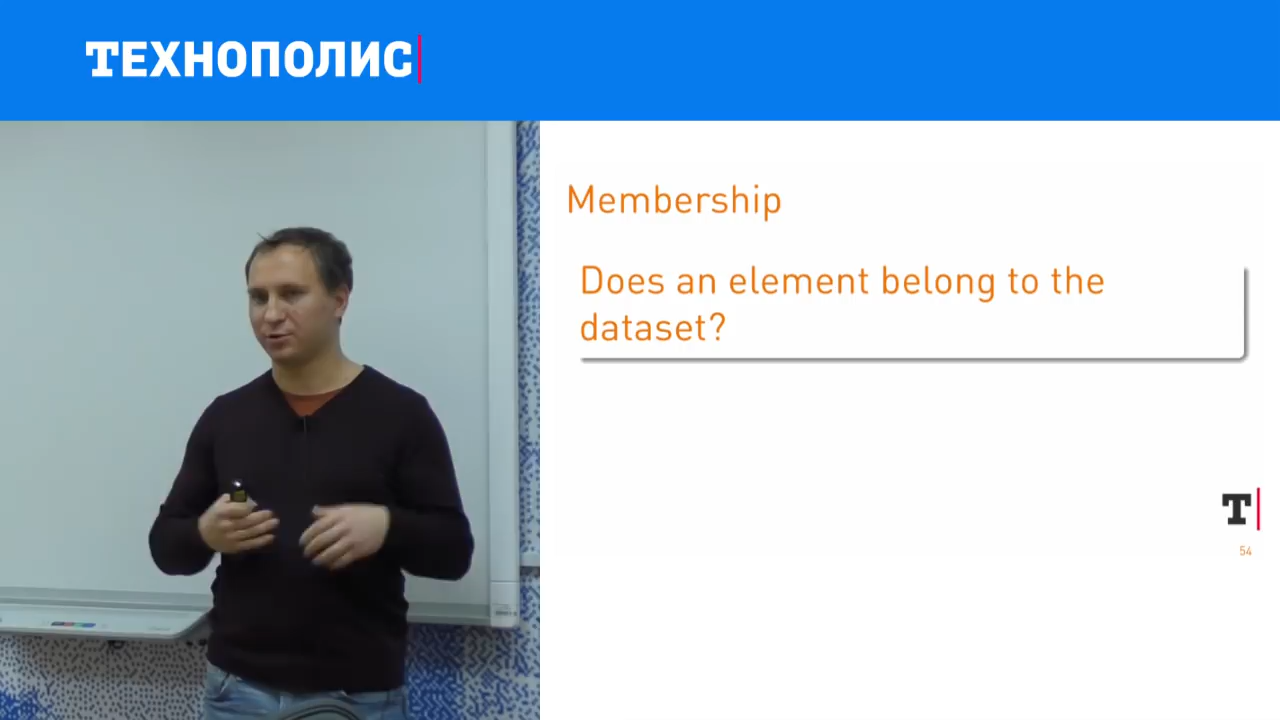 ТЕХНОПОЛИС
Membership
Does an element belong to the
dataset?
T
54